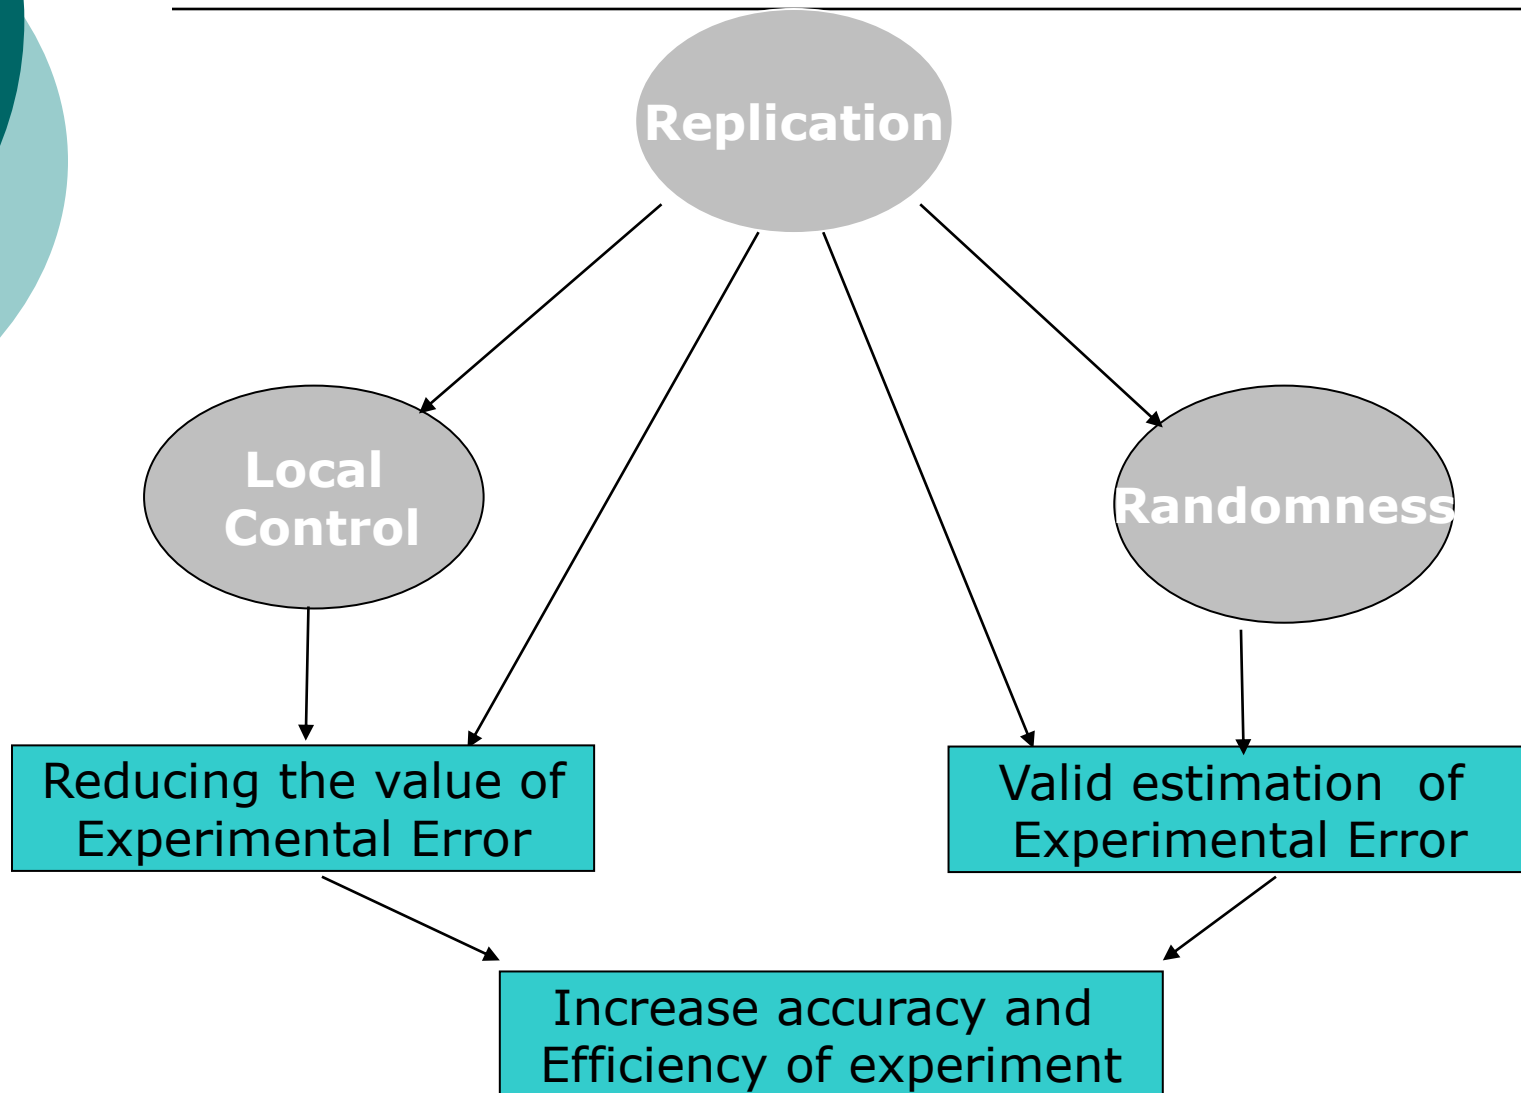 Replication
Local
Control
Randomness
Reducing the value of
Experimental Error
Valid estimation of
Experimental Error
Increase accuracy and
Efficiency of experiment